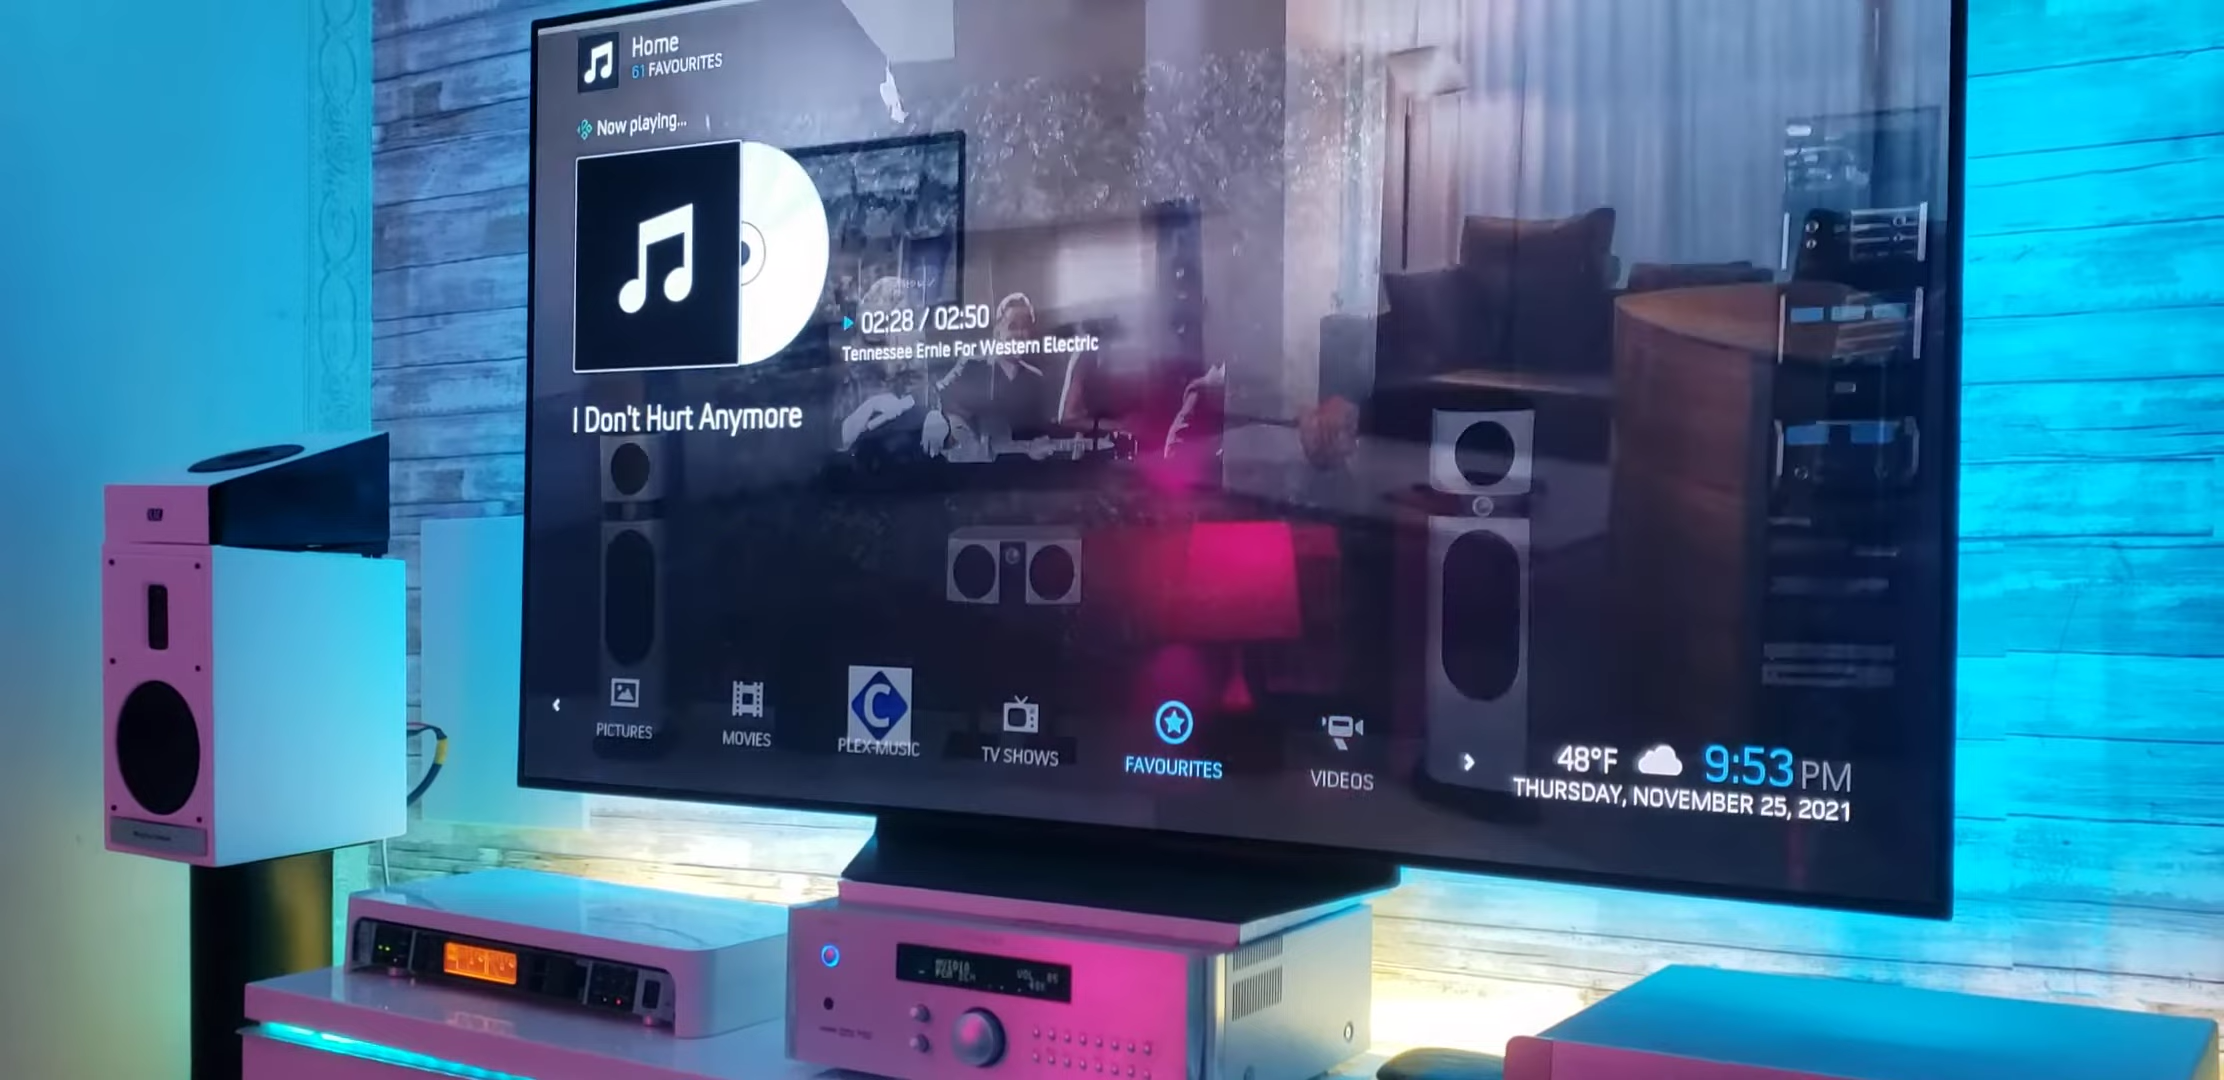 Home
61 FAVOURITES
Now playing...
02:28 / 02:50
Tennessee Ernie For Western Electric
I Don't Hurt Anymore
PICTURES
MOVIES
C
PLEX-MUSIC
TV SHOWS
FAVOURITES
VIDEOS
48°F
9:53 PM
THURSDAY, NOVEMBER 25, 2021
VOL